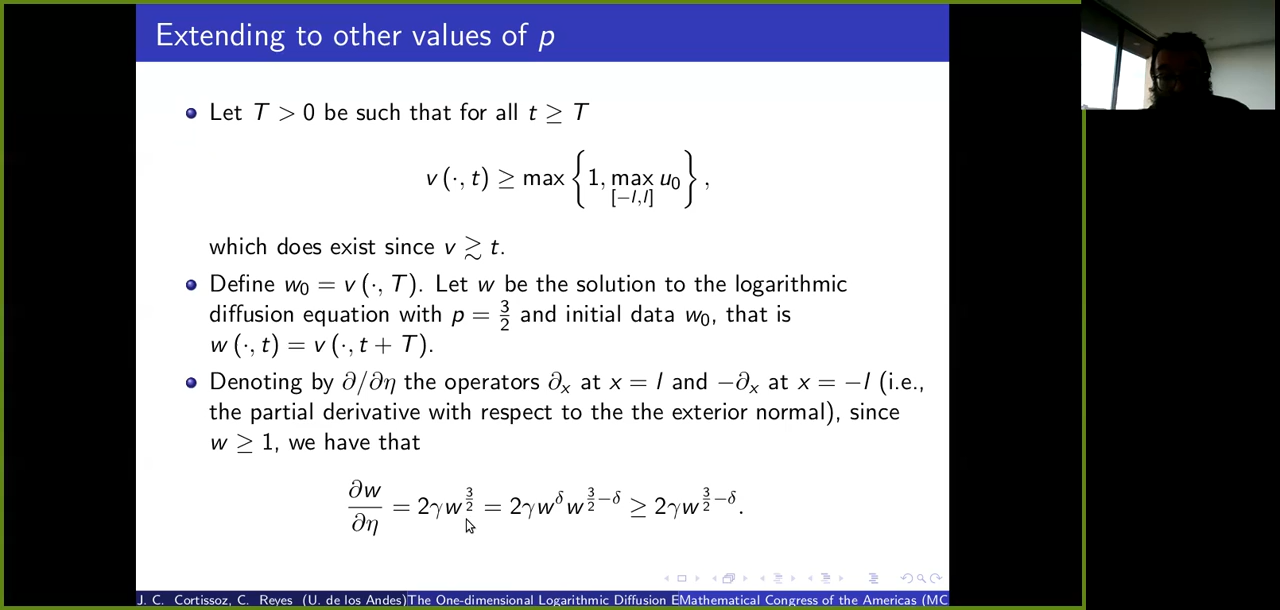 Extending to other values of p
Let T > 0 be such that for all t ≥ T
v (·, t) ≥ max { 1, max_{[−l,l]} u₀ } ,
which does exist since v ≳ t.
Define w₀ = v (·, T). Let w be the solution to the logarithmic
diffusion equation with p = 3/2 and initial data w₀, that is
w (·, t) = v (·, t + T).
Denoting by ∂/∂η the operators ∂ₓ at x = l and −∂ₓ at x = −l (i.e.,
the partial derivative with respect to the the exterior normal), since
w ≥ 1, we have that
∂w/∂η = 2γw^{3/2} = 2γw^δ w^{3/2−δ} ≥ 2γw^{3/2−δ}.
J. C. Cortissoz, C. Reyes (U. de los Andes)The One-dimensional Logarithmic Diffusion EMathematical Congress of the Americas (MC